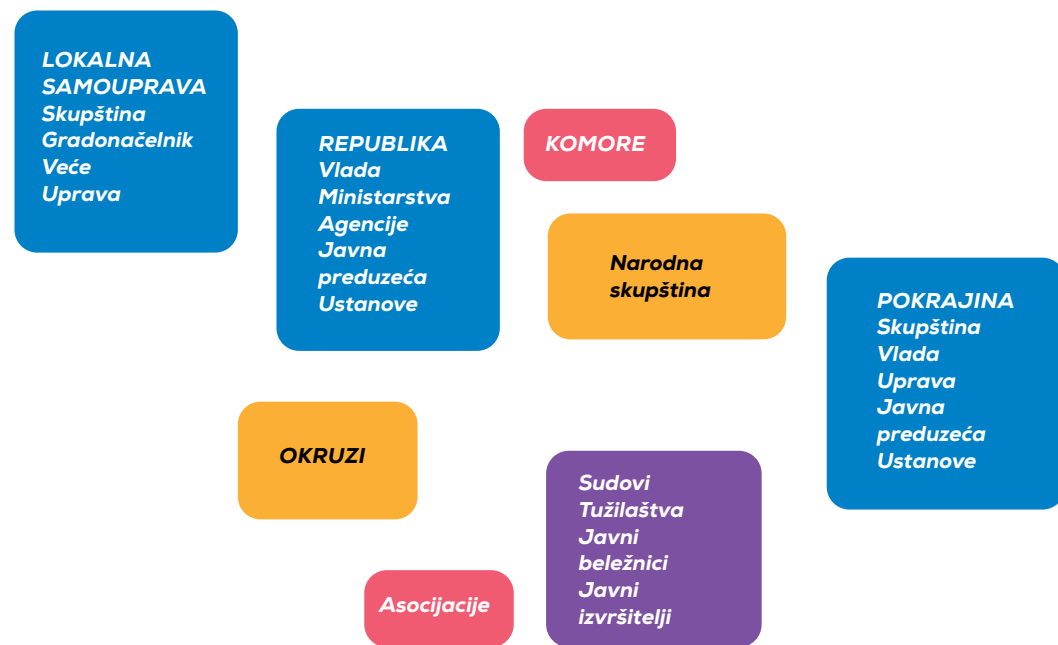 LOKALNA
SAMOUPRAVA
Skupština
Gradonačelnik
Veće
Uprava
REPUBLIKA
Vlada
Ministarstva
Agencije
Javna
preduzeća
Ustanove
KOMORE
Narodna
skupština
POKRAJINA
Skupština
Vlada
Uprava
Javna
preduzeća
Ustanove
OKRUZI
Sudovi
Tužilaštva
Javni
beležnici
Javni
izvršitelji
Asocijacije